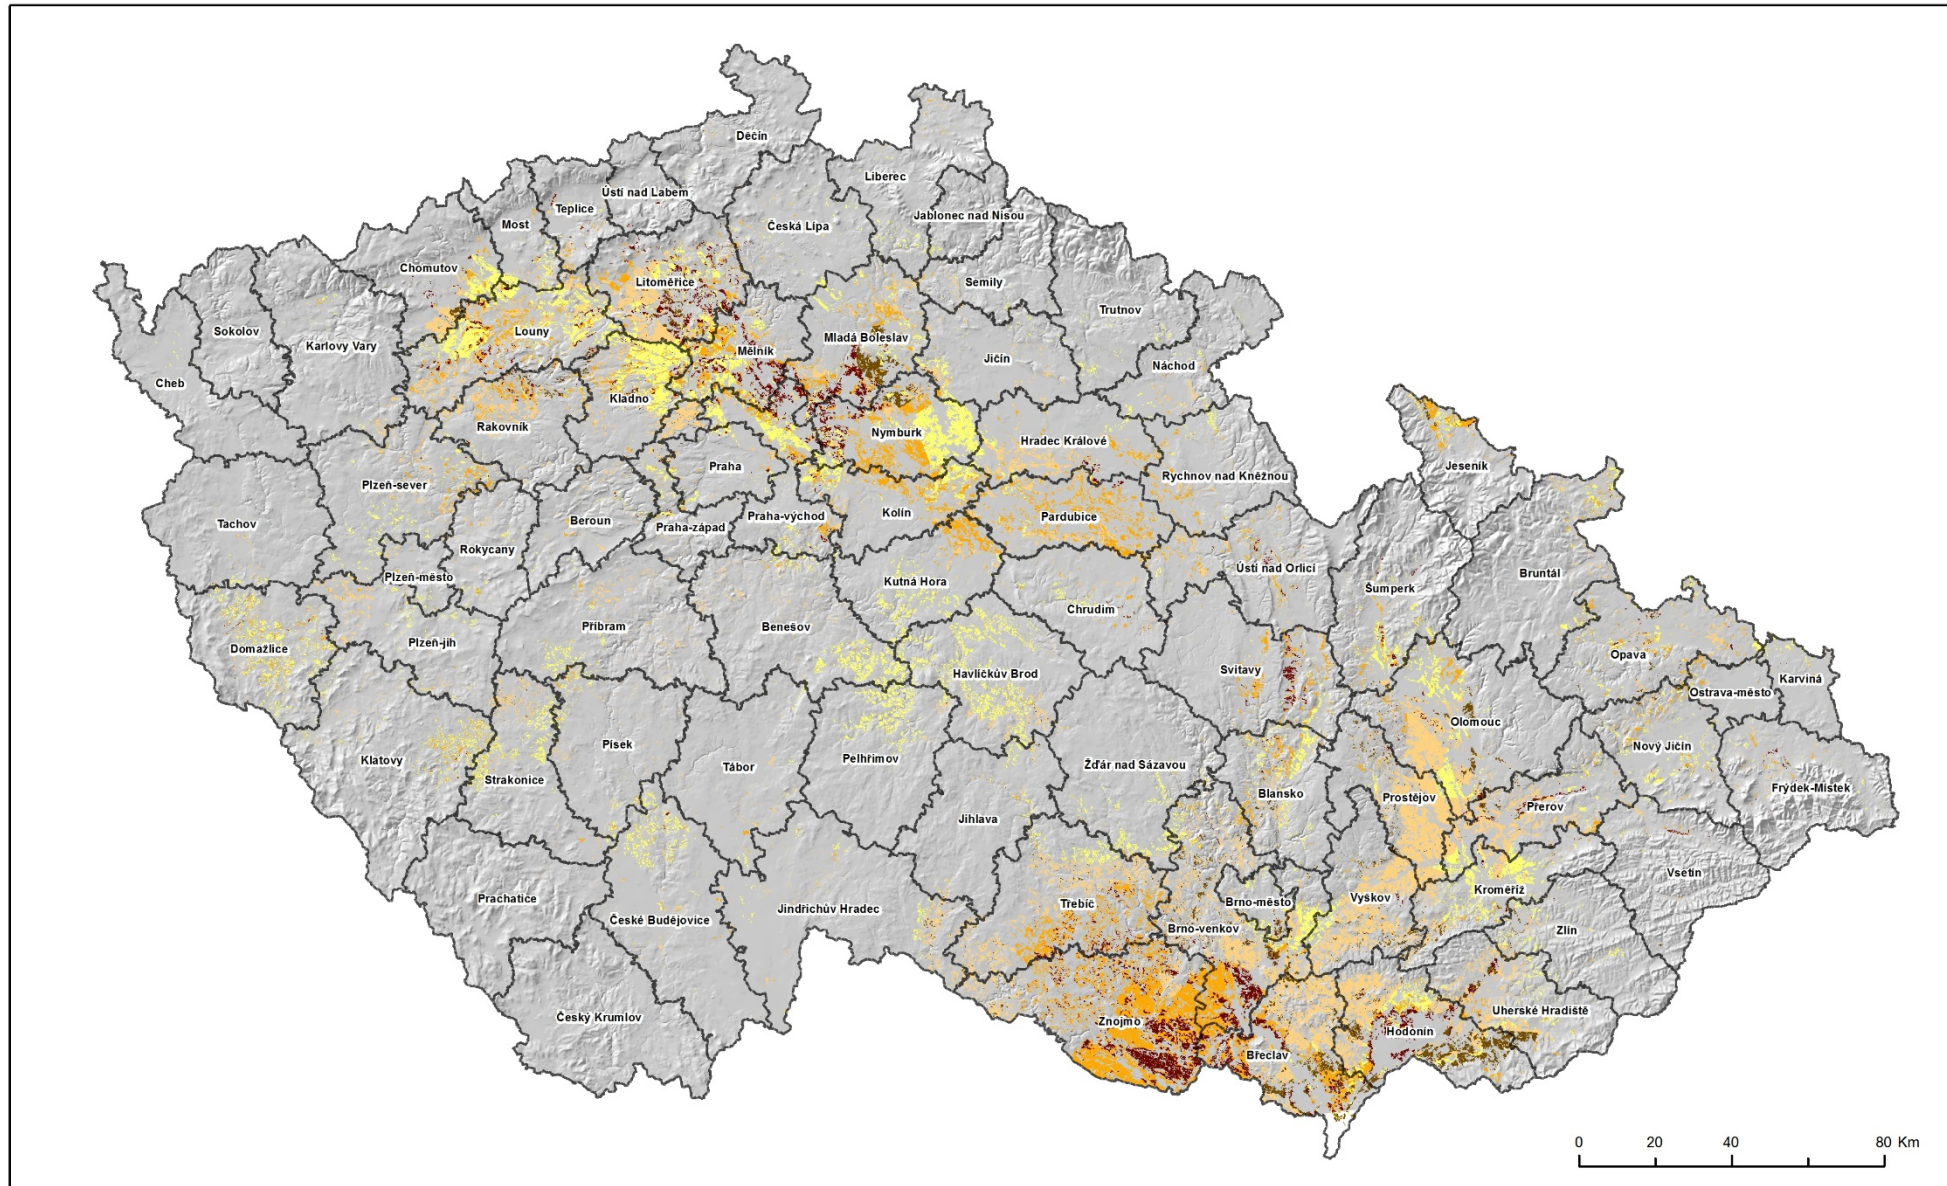 Děčín
Liberec
Ústí nad Labem
Teplice
Jablonec nad Nisou
Most
Česká Lípa
Chomutov
Litoměřice
Semily
Trutnov
Sokolov
Louny
Karlovy Vary
Mělník
Mladá Boleslav
Jičín
Náchod
Cheb
Kladno
Rakovník
Nymburk
Hradec Králové
Praha
Jeseník
Rychnov nad Kněžnou
Plzeň-sever
Tachov
Beroun
Praha-západ
Praha-východ
Kolín
Pardubice
Rokycany
Plzeň-město
Kutná Hora
Ústí nad Orlicí
Bruntál
Šumperk
Chrudim
Příbram
Benešov
Domažlice
Plzeň-jih
Opava
Havlíčkův Brod
Svitavy
Karviná
Ostrava-město
Olomouc
Nový Jičín
Písek
Klatovy
Pelhřimov
Tábor
Žďár nad Sázavou
Strakonice
Blansko
Prostějov
Přerov
Frýdek-Místek
Jihlava
Vsetín
Kroměříž
Prachatice
Vyškov
Třebíč
Brno-město
Jindřichův Hradec
České Budějovice
Brno-venkov
Zlín
Uherské Hradiště
Český Krumlov
Znojmo
Hodonín
Břeclav
0 20 40 80 Km